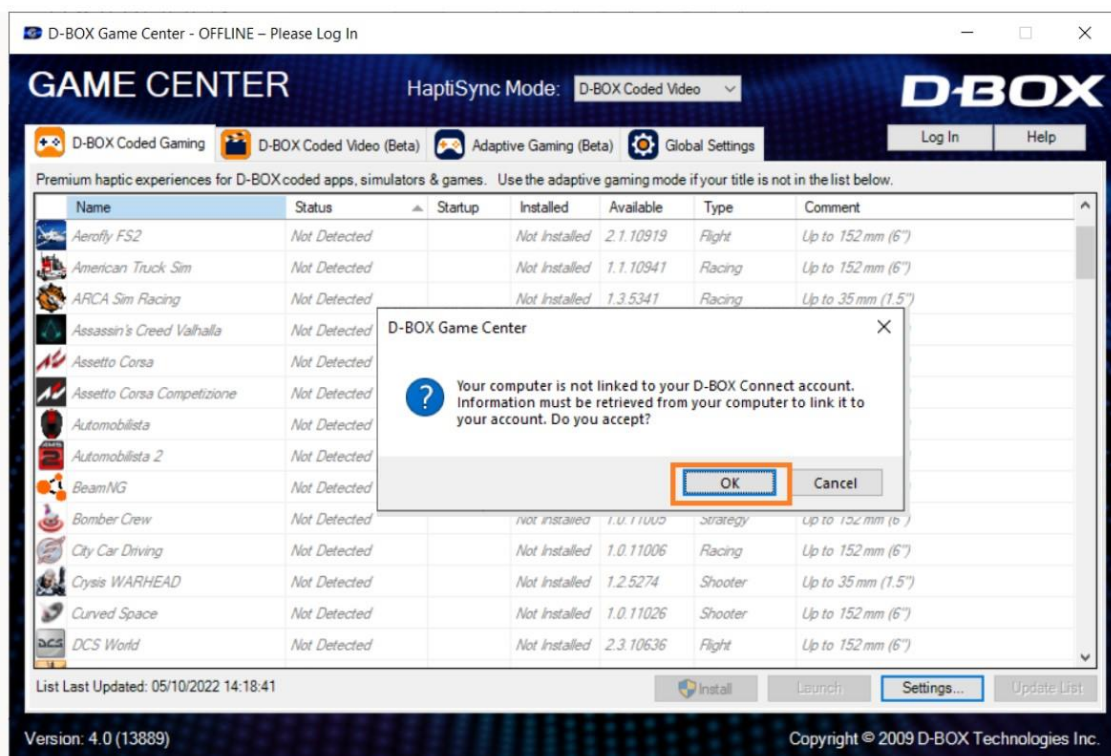 D-BOX Game Center - OFFLINE – Please Log In
GAME CENTER HaptiSync Mode: D-BOX Coded Video D-BOX
D-BOX Coded Gaming D-BOX Coded Video (Beta) Adaptive Gaming (Beta) Global Settings Log In Help
Premium haptic experiences for D-BOX coded apps, simulators & games. Use the adaptive gaming mode if your title is not in the list below.
Name Status Startup Installed Available Type Comment
Aerofly FS2 Not Detected Not Installed 2.1.10919 Flight Up to 152 mm (6")
American Truck Sim Not Detected Not Installed 1.1.10941 Racing Up to 152 mm (6")
ARCA Sim Racing Not Detected Not Installed 1.3.5341 Racing Up to 35 mm (1.5")
Assassin's Creed Valhalla Not Detected
Assetto Corsa Not Detected
Assetto Corsa Competizione Not Detected
Automobilista Not Detected
Automobilista 2 Not Detected
BeamNG Not Detected
D-BOX Game Center
Your computer is not linked to your D-BOX Connect account.
Information must be retrieved from your computer to link it to
your account. Do you accept?
OK Cancel
Bomber Crew Not Detected Not Installed 1.0.11005 Strategy Up to 152 mm (6")
City Car Driving Not Detected Not Installed 1.0.11006 Racing Up to 152 mm (6")
Crysis WARHEAD Not Detected Not Installed 1.2.5274 Shooter Up to 35 mm (1.5")
Curved Space Not Detected Not Installed 1.0.11026 Shooter Up to 152 mm (6")
DCS World Not Detected Not Installed 2.3.10636 Flight Up to 152 mm (6")
List Last Updated: 05/10/2022 14:18:41 Install Launch Settings... Update List
Version: 4.0 (13889) Copyright © 2009 D-BOX Technologies Inc.